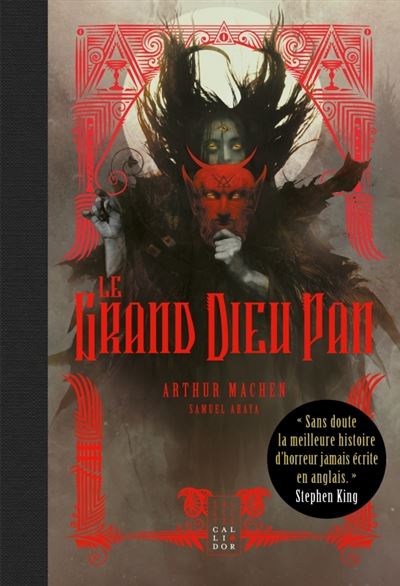 LE
GRAND DIEU PAN
ARTHUR MACHEN
SAMUEL ARAYA
« Sans doute
la meilleure histoire
d'horreur jamais écrite
en anglais. »
Stephen King
CAL
LI DOR